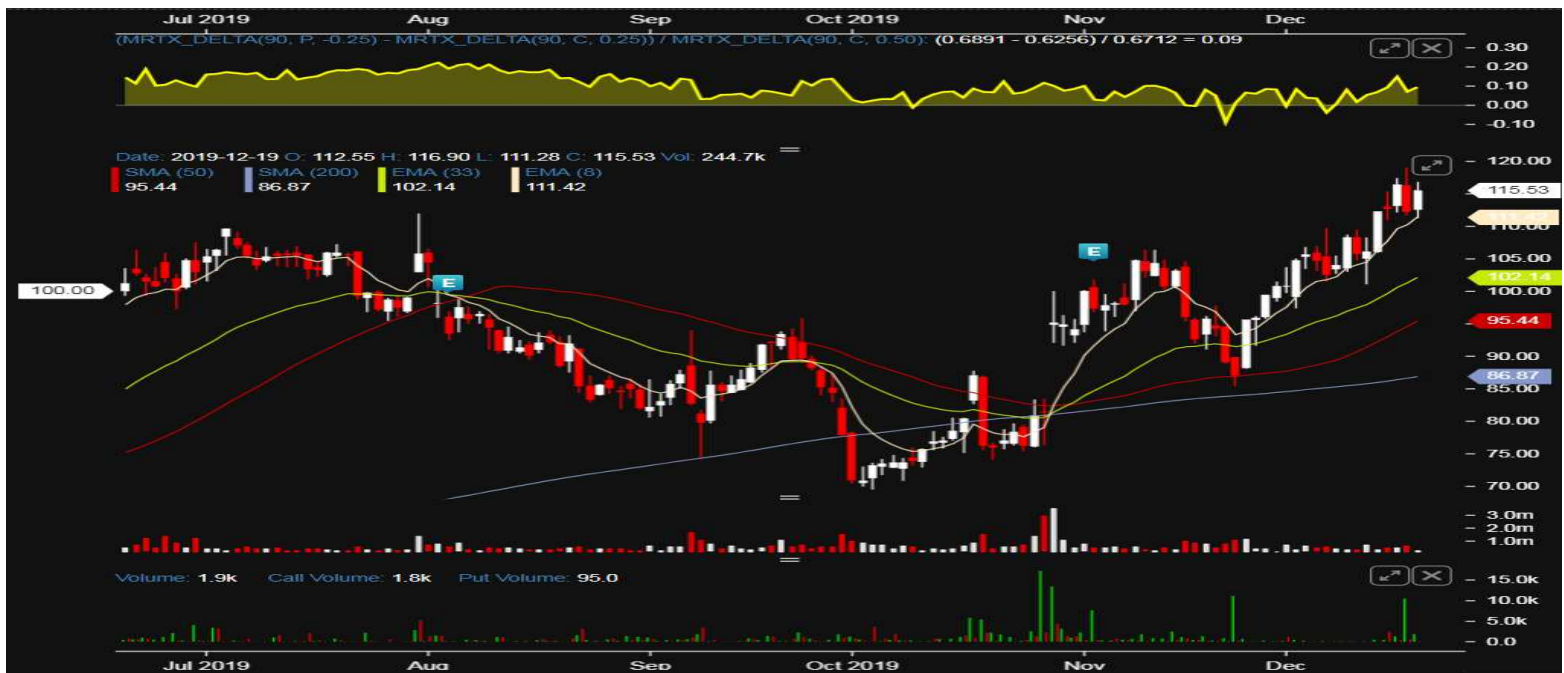 Jul 2019 Aug Sep Oct 2019 Nov Dec
(MRTX_DELTA(90, P, -0.25) - MRTX_DELTA(90, C, 0.25)) / MRTX_DELTA(90, C, 0.50): (0.6891 - 0.6256) / 0.6712 = 0.09
0.30
0.20
0.10
0.00
-0.10
Date: 2019-12-19 O: 112.55 H: 116.90 L: 111.28 C: 115.53 Vol: 244.7k
SMA (50) SMA (200) EMA (33) EMA (8)
95.44 86.87 102.14 111.42
120.00
115.53
111.42
110.00
105.00
E
E
102.14
100.00
100.00
95.44
90.00
86.87
85.00
80.00
75.00
70.00
3.0m
2.0m
1.0m
Volume: 1.9k Call Volume: 1.8k Put Volume: 95.0
15.0k
10.0k
5.0k
0.0
Jul 2019 Aug Sep Oct 2019 Nov Dec